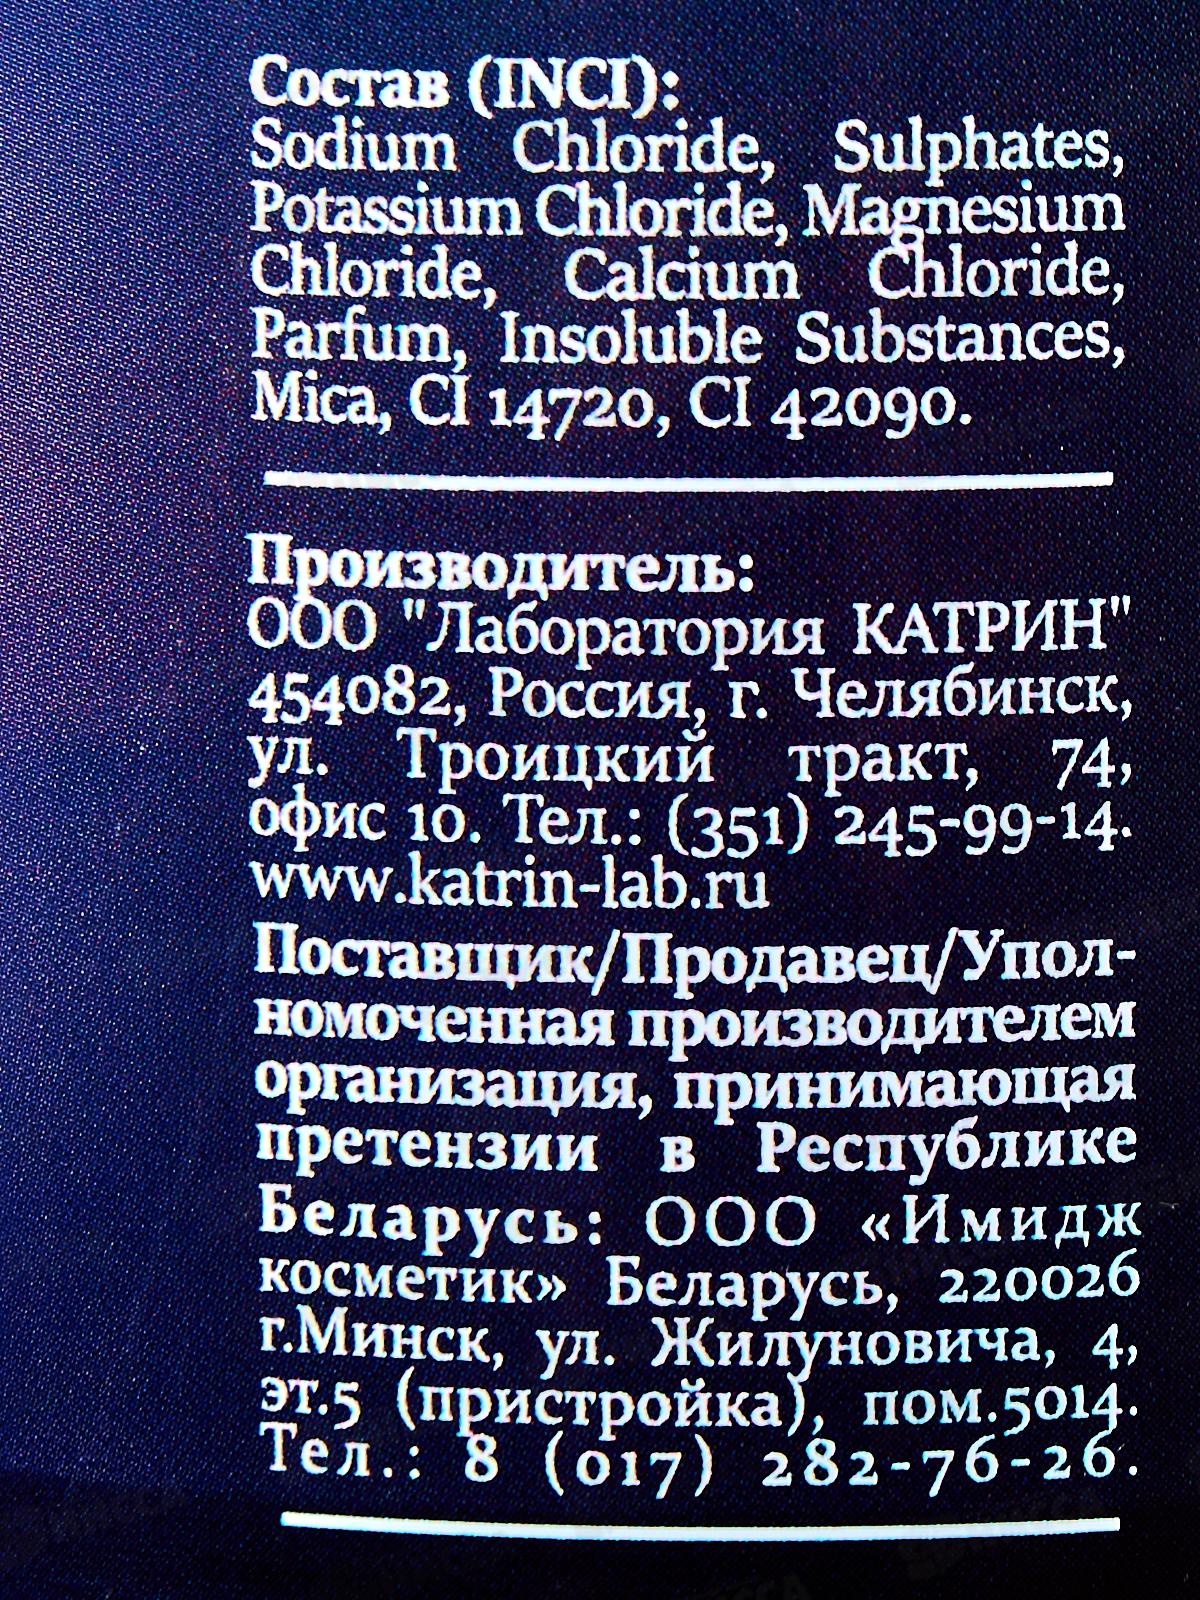 Состав (INCI):
Sodium Chloride, Sulphates,
Potassium Chloride, Magnesium
Chloride, Calcium Chloride,
Parfum, Insoluble Substances,
Mica, CI 14720, CI 42090.
Производитель:
ООО "Лаборатория КАТРИН"
454082, Россия, г. Челябинск,
ул. Троицкий тракт, 74,
офис 10. Тел.: (351) 245-99-14.
www.katrin-lab.ru
Поставщик/Продавец/Упол-
номоченная производителем
организация, принимающая
претензии в Республике
Беларусь: ООО «Имидж
косметик» Беларусь, 220026
г.Минск, ул. Жилуновича, 4,
эт.5 (пристройка), пом.5014.
Тел.: 8 (017) 282-76-26.